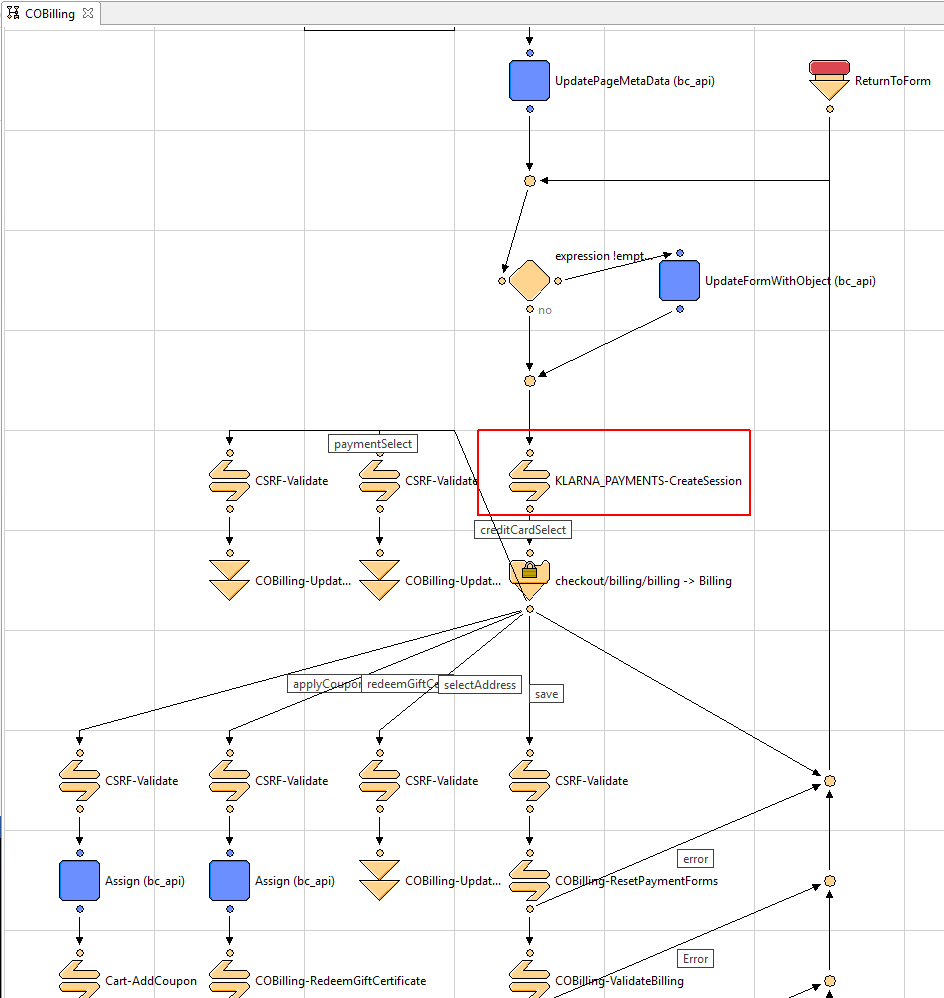 COBilling
UpdatePageMetaData (bc_api)
ReturnToForm
expression !empt...
UpdateFormWithObject (bc_api)
no
paymentSelect
CSRF-Validate
CSRF-Validate
KLARNA_PAYMENTS-CreateSession
creditCardSelect
COBilling-Updat...
COBilling-Updat...
checkout/billing/billing -> Billing
applyCoupon
redeemGiftCe
selectAddress
save
CSRF-Validate
CSRF-Validate
CSRF-Validate
CSRF-Validate
error
Assign (bc_api)
Assign (bc_api)
COBilling-Updat...
COBilling-ResetPaymentForms
Error
Cart-AddCoupon
COBilling-RedeemGiftCertificate
COBilling-ValidateBilling